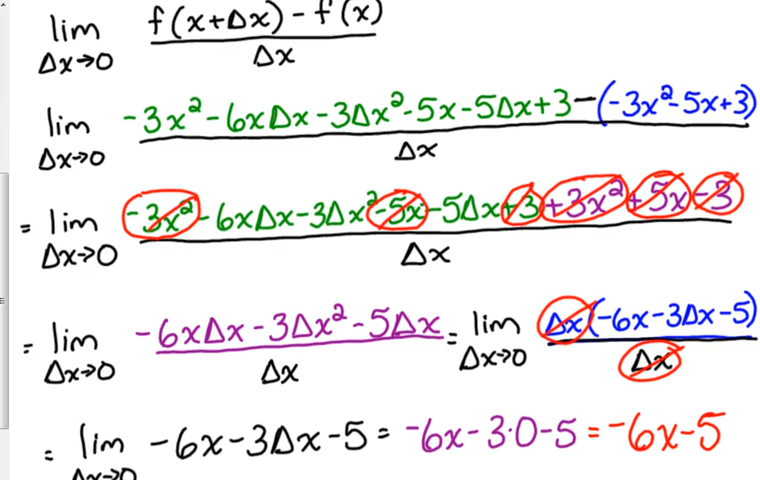 lim f(x+Δx) - f(x)
Δx→0 Δx
lim -3x² - 6xΔx - 3Δx² - 5x - 5Δx + 3 - (-3x² - 5x + 3)
Δx→0 Δx
= lim -3x² - 6xΔx - 3Δx² - 5x - 5Δx + 3 + 3x² + 5x - 3
Δx→0 Δx
= lim -6xΔx - 3Δx² - 5Δx = lim Δx(-6x - 3Δx - 5)
Δx→0 Δx Δx→0 Δx
= lim -6x - 3Δx - 5 = -6x - 3·0 - 5 = -6x - 5
Δx→0